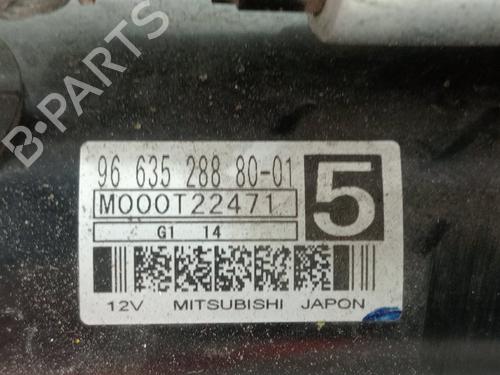 B-PARTS
96 635 288 80-01
5
M000T22471
G1 14
12V MITSUBISHI JAPON